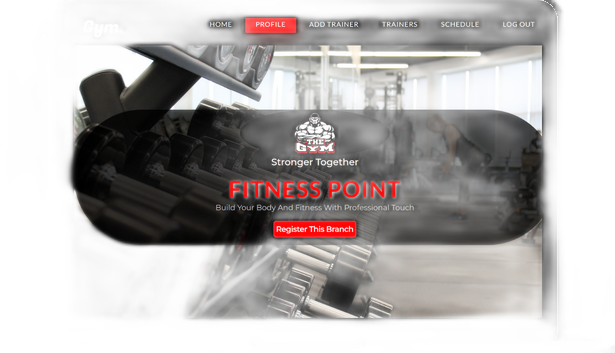 Gym
HOME PROFILE ADD TRAINER TRAINERS SCHEDULE LOG OUT
THE
GYM
Stronger Together
FITNESS POINT
Build Your Body And Fitness With Professional Touch
Register This Branch